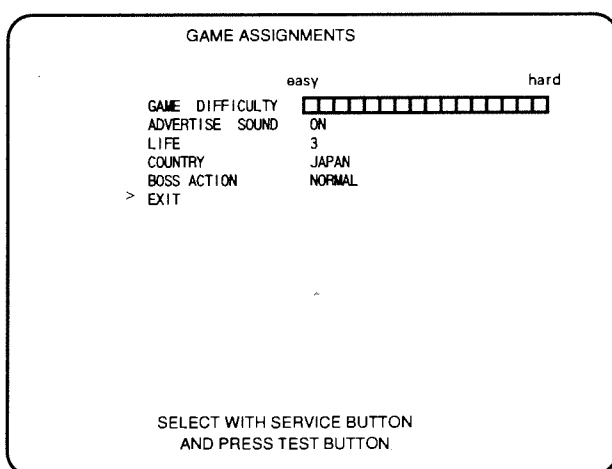 GAME ASSIGNMENTS
easy hard
GAME DIFFICULTY
ADVERTISE SOUND ON
LIFE 3
COUNTRY JAPAN
BOSS ACTION NORMAL
> EXIT
SELECT WITH SERVICE BUTTON
AND PRESS TEST BUTTON